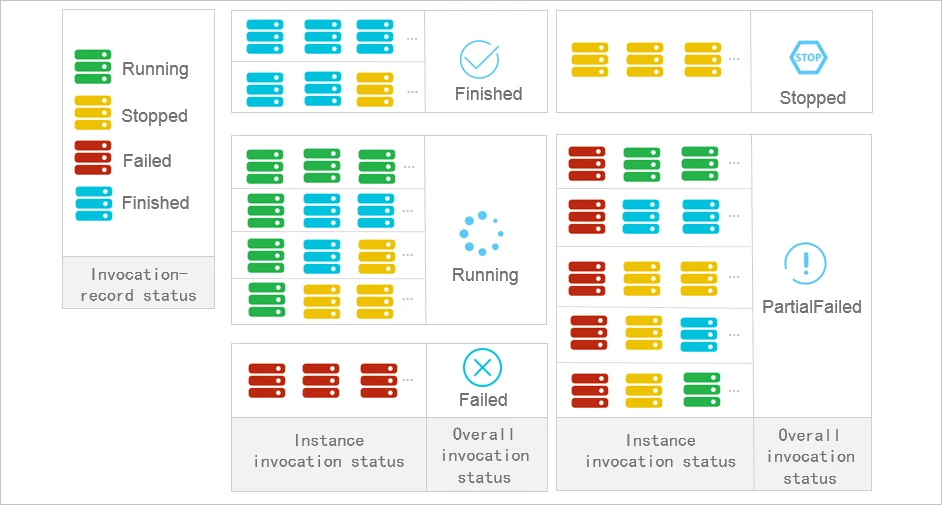 Running
Stopped
Failed
Finished
Invocation-
record status
...
...
Finished
...
STOP
Stopped
...
...
...
...
Running
...
Failed
Instance
invocation status
Overall
invocation
status
...
...
...
...
...
PartialFailed
Instance
invocation status
Overall
invocation
status